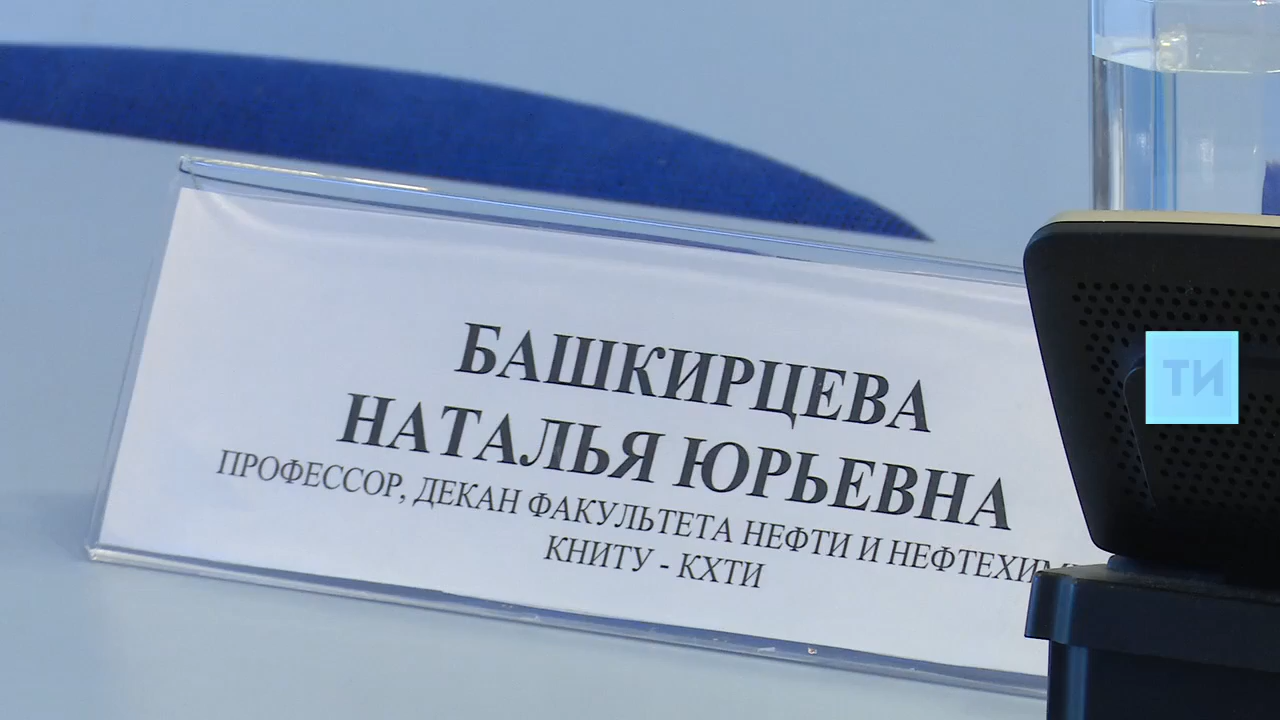 БАШКИРЦЕВА
НАТАЛЬЯ ЮРЬЕВНА
ПРОФЕССОР, ДЕКАН ФАКУЛЬТЕТА НЕФТИ И
КНИТУ - КХТИ
ТИ